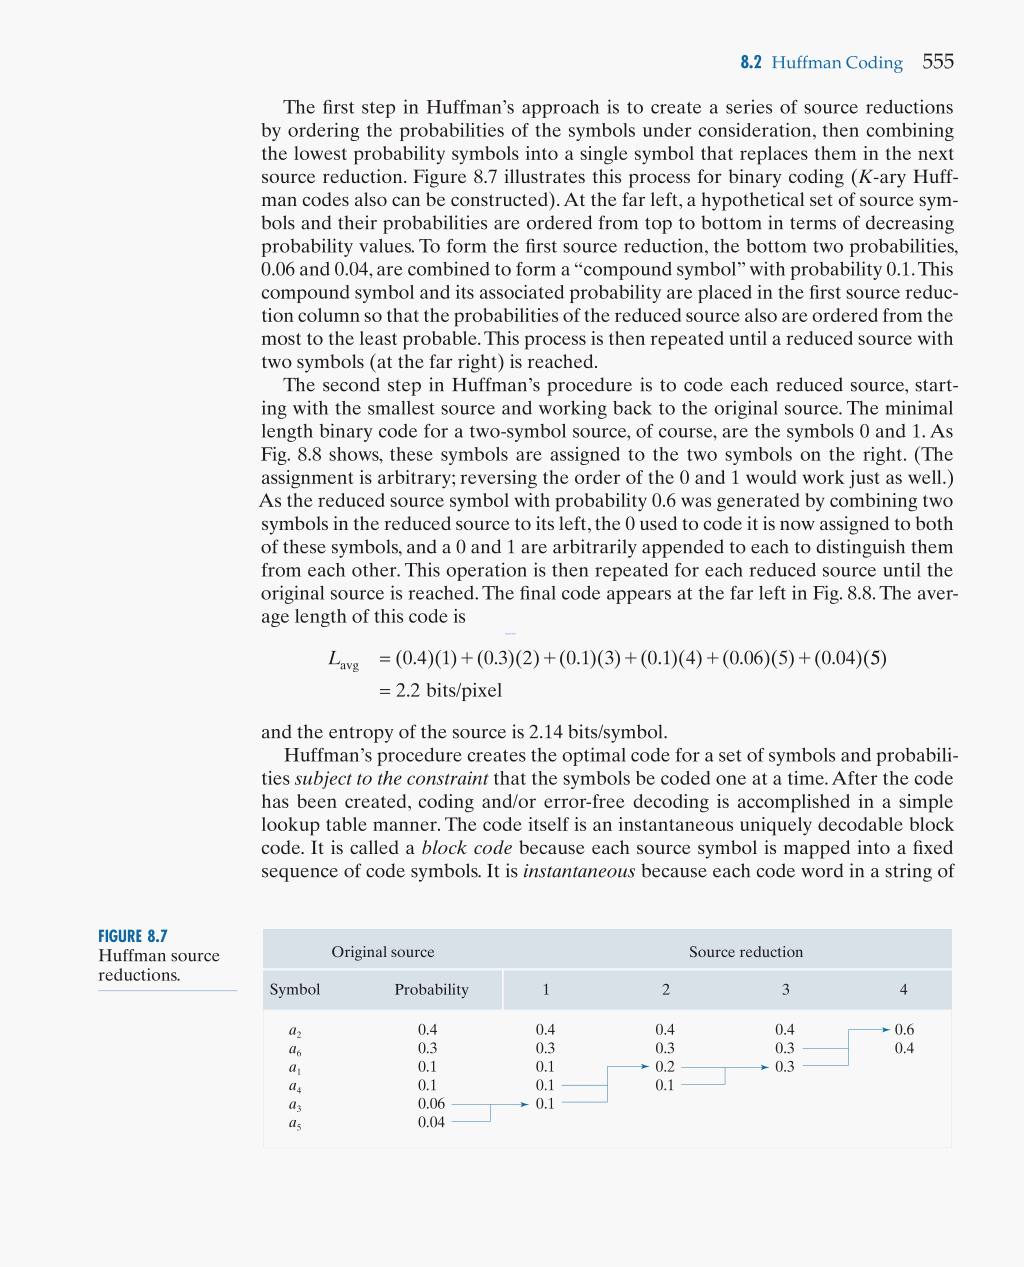 8.2 Huffman Coding 555
The first step in Huffman's approach is to create a series of source reductions
by ordering the probabilities of the symbols under consideration, then combining
the lowest probability symbols into a single symbol that replaces them in the next
source reduction. Figure 8.7 illustrates this process for binary coding (K-ary Huff-
man codes also can be constructed). At the far left, a hypothetical set of source sym-
bols and their probabilities are ordered from top to bottom in terms of decreasing
probability values. To form the first source reduction, the bottom two probabilities,
0.06 and 0.04, are combined to form a “compound symbol” with probability 0.1. This
compound symbol and its associated probability are placed in the first source reduc-
tion column so that the probabilities of the reduced source also are ordered from the
most to the least probable. This process is then repeated until a reduced source with
two symbols (at the far right) is reached.
The second step in Huffman's procedure is to code each reduced source, start-
ing with the smallest source and working back to the original source. The minimal
length binary code for a two-symbol source, of course, are the symbols 0 and 1. As
Fig. 8.8 shows, these symbols are assigned to the two symbols on the right. (The
assignment is arbitrary; reversing the order of the 0 and 1 would work just as well.)
As the reduced source symbol with probability 0.6 was generated by combining two
symbols in the reduced source to its left, the 0 used to code it is now assigned to both
of these symbols, and a 0 and 1 are arbitrarily appended to each to distinguish them
from each other. This operation is then repeated for each reduced source until the
original source is reached. The final code appears at the far left in Fig. 8.8. The aver-
age length of this code is
L_avg = (0.4)(1) + (0.3)(2) + (0.1)(3) + (0.1)(4) + (0.06)(5) + (0.04)(5)
= 2.2 bits/pixel
and the entropy of the source is 2.14 bits/symbol.
Huffman's procedure creates the optimal code for a set of symbols and probabili-
ties subject to the constraint that the symbols be coded one at a time. After the code
has been created, coding and/or error-free decoding is accomplished in a simple
lookup table manner. The code itself is an instantaneous uniquely decodable block
code. It is called a block code because each source symbol is mapped into a fixed
sequence of code symbols. It is instantaneous because each code word in a string of
FIGURE 8.7
Huffman source
reductions.
Original source Source reduction
Symbol Probability 1 2 3 4
a₂ 0.4 0.4 0.4 0.4 0.6
a₆ 0.3 0.3 0.3 0.3 0.4
a₁ 0.1 0.1 0.2 0.3
a₄ 0.1 0.1 0.1
a₃ 0.06 0.1
a₅ 0.04